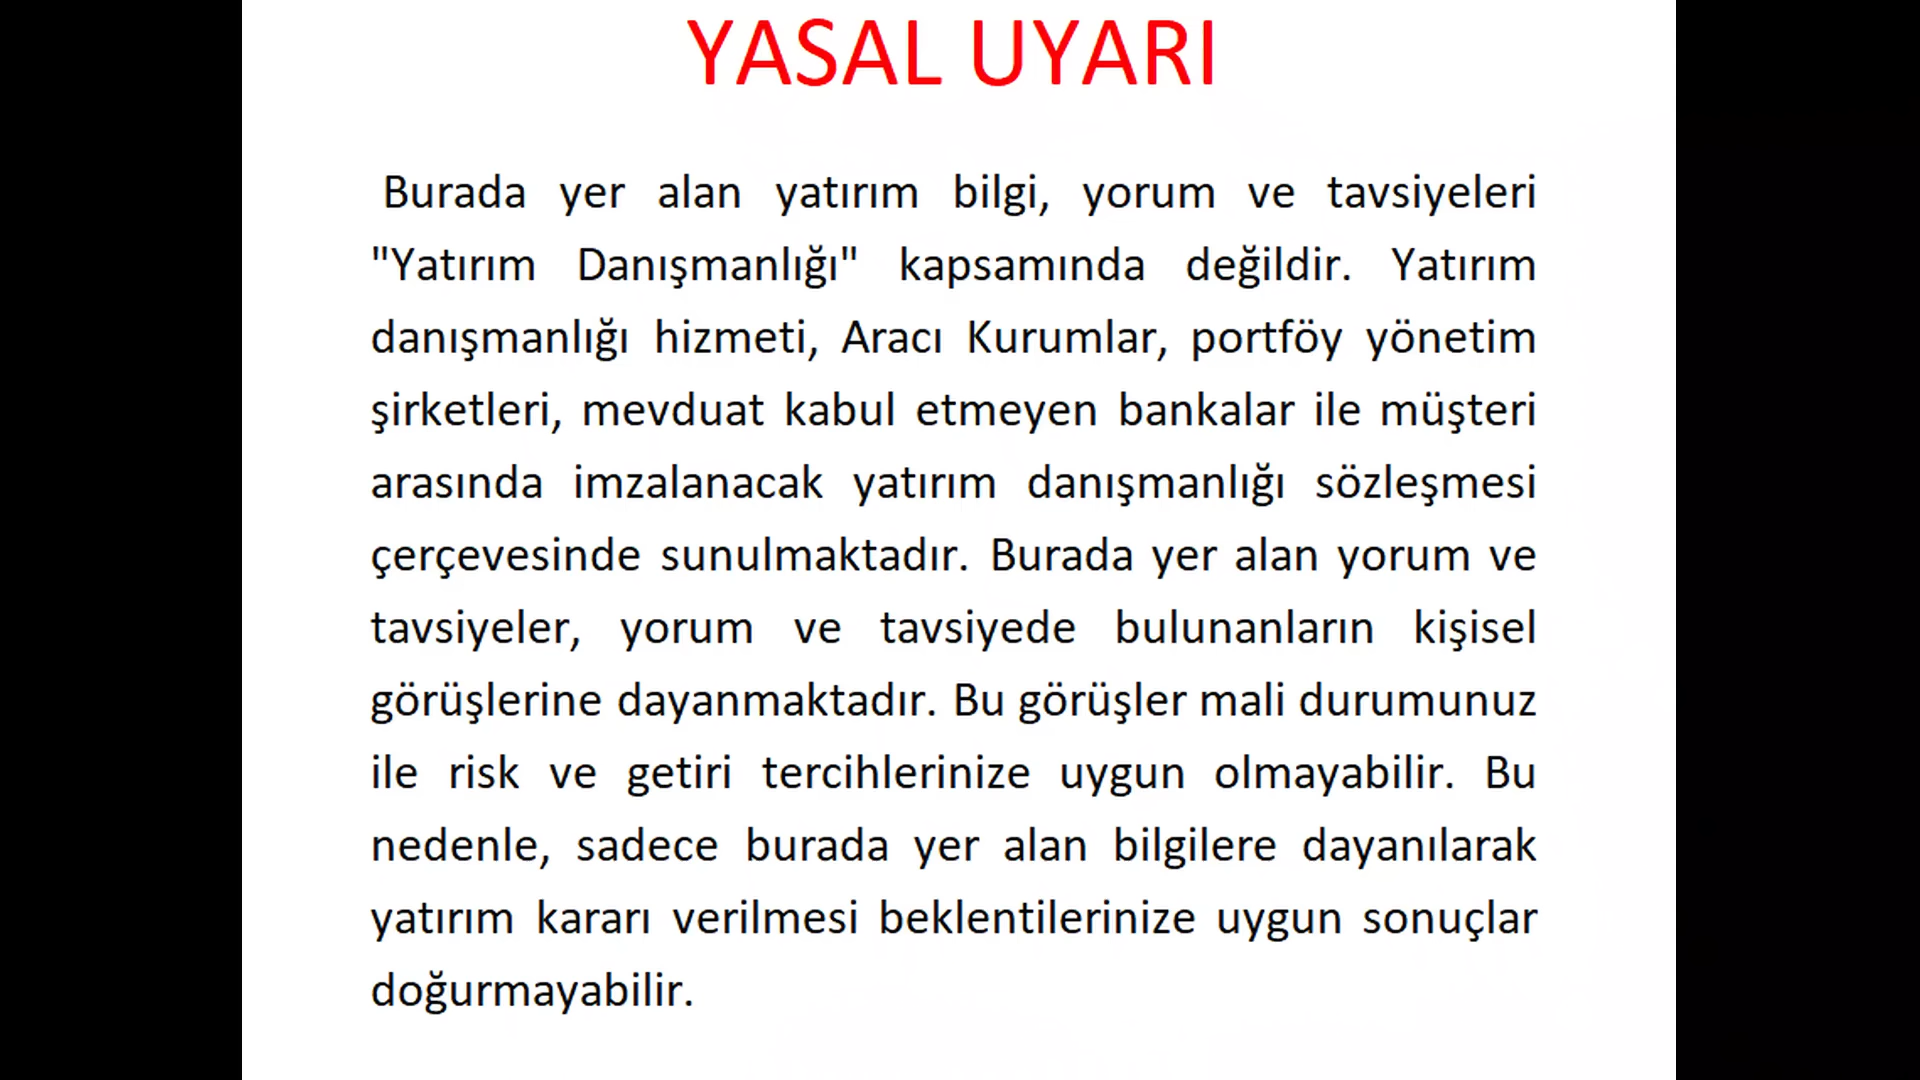 YASAL UYARI
Burada yer alan yatırım bilgi, yorum ve tavsiyeleri
"Yatırım Danışmanlığı" kapsamında değildir. Yatırım
danışmanlığı hizmeti, Aracı Kurumlar, portföy yönetim
şirketleri, mevduat kabul etmeyen bankalar ile müşteri
arasında imzalanacak yatırım danışmanlığı sözleşmesi
çerçevesinde sunulmaktadır. Burada yer alan yorum ve
tavsiyeler, yorum ve tavsiyede bulunanların kişisel
görüşlerine dayanmaktadır. Bu görüşler mali durumunuz
ile risk ve getiri tercihlerinize uygun olmayabilir. Bu
nedenle, sadece burada yer alan bilgilere dayanılarak
yatırım kararı verilmesi beklentilerinize uygun sonuçlar
doğurmayabilir.